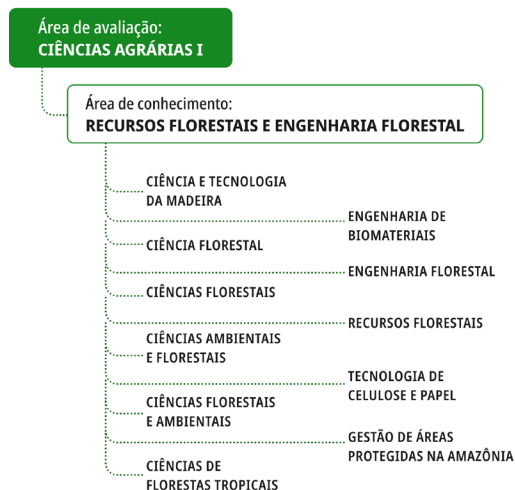 Área de avaliação:
CIÊNCIAS AGRÁRIAS I
Área de conhecimento:
RECURSOS FLORESTAIS E ENGENHARIA FLORESTAL
CIÊNCIA E TECNOLOGIA
DA MADEIRA
ENGENHARIA DE
BIOMATERIAIS
CIÊNCIA FLORESTAL
ENGENHARIA FLORESTAL
CIÊNCIAS FLORESTAIS
RECURSOS FLORESTAIS
CIÊNCIAS AMBIENTAIS
E FLORESTAIS
TECNOLOGIA DE
CELULOSE E PAPEL
CIÊNCIAS FLORESTAIS
E AMBIENTAIS
GESTÃO DE ÁREAS
PROTEGIDAS NA AMAZÔNIA
CIÊNCIAS DE
FLORESTAS TROPICAIS